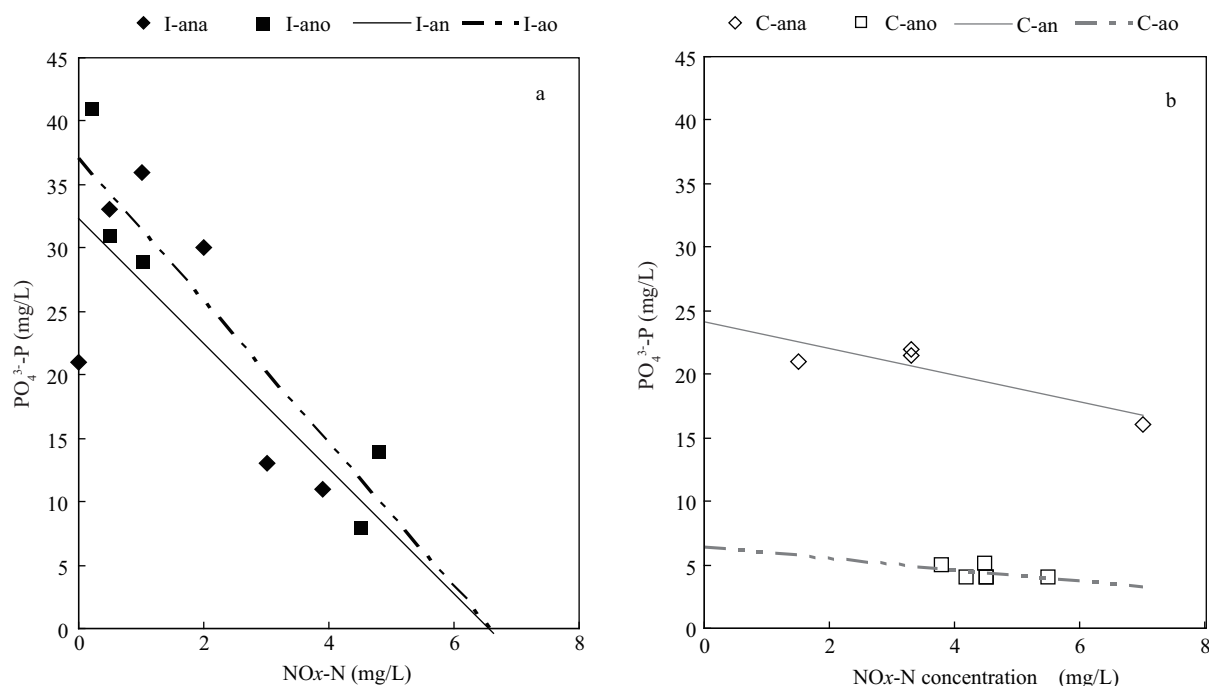 I-ana I-ano I-an I-ao
45
40
35
30
25
20
15
10
5
0
PO₄³⁻-P (mg/L)
a
0 2 4 6 8
NOx-N (mg/L)
C-ana C-ano C-an C-ao
45
40
35
30
25
20
15
10
5
0
PO₄³⁻-P (mg/L)
b
0 2 4 6 8
NOx-N concentration (mg/L)